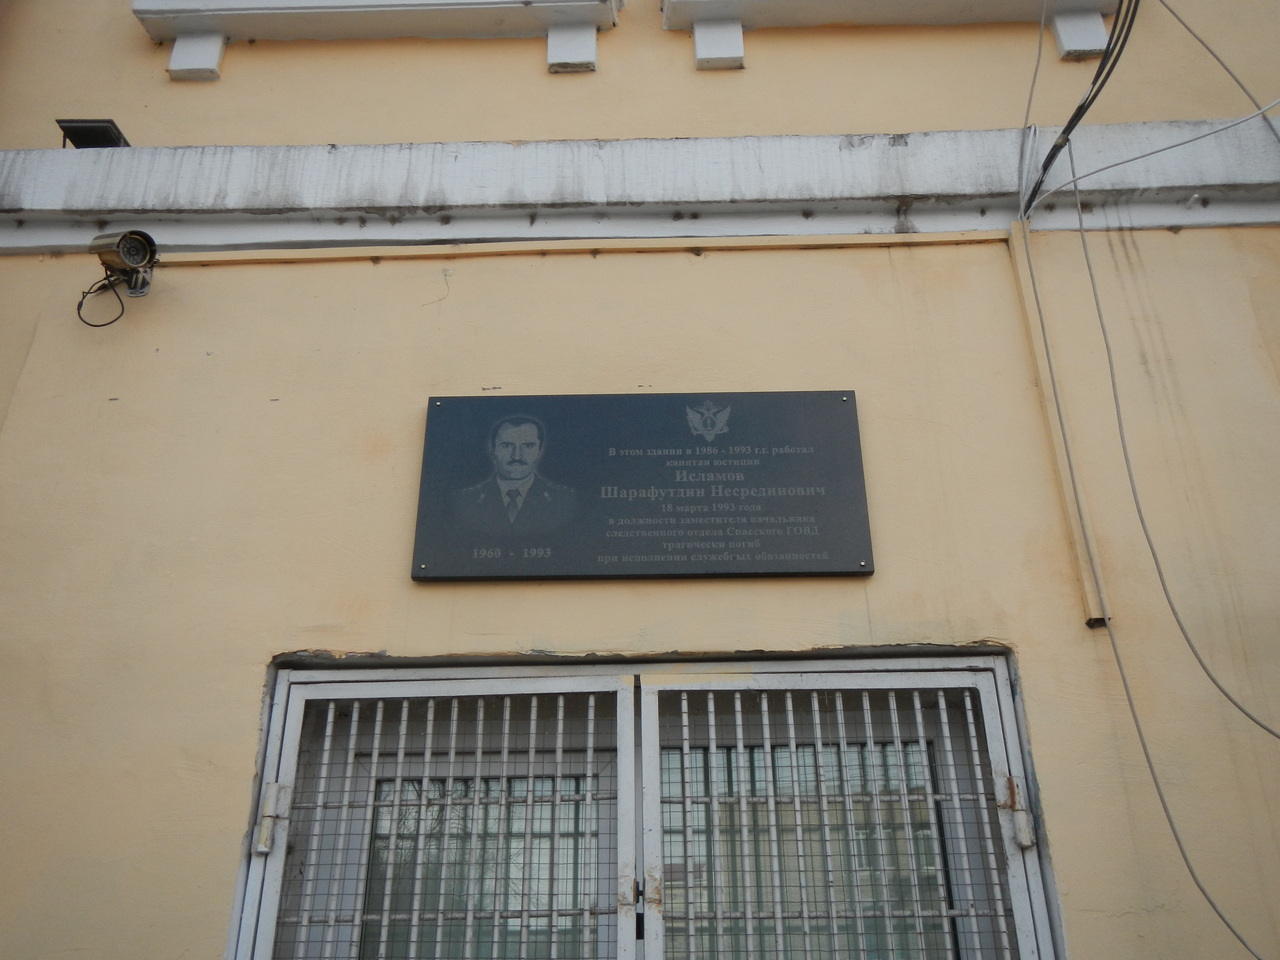 В этом здании в 1986 - 1993 г.г. работал
капитан юстиции
Исламов
Шарафутдин Несрединович
18 марта 1993 года
в должности заместителя начальника
следственного отдела Спасского ГОВД
трагически погиб
при исполнении служебных обязанностей
1960 - 1993